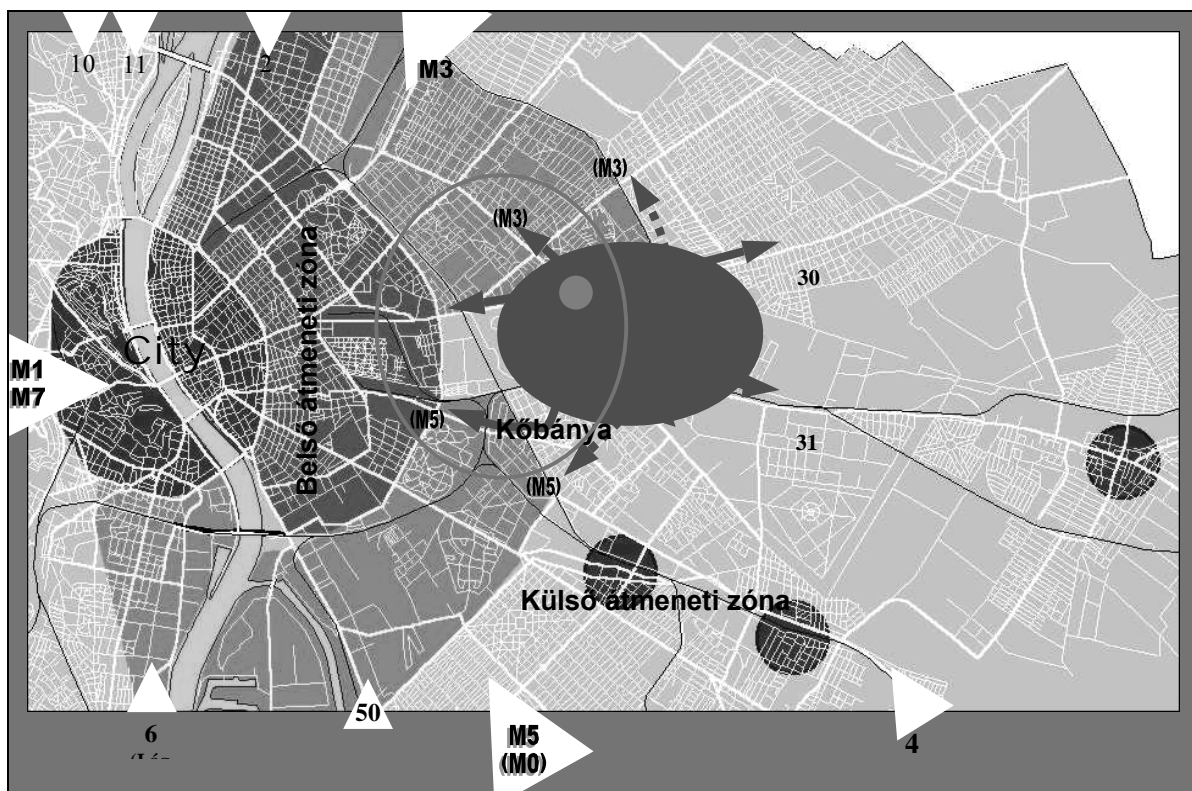 10
11
2
M3
(M3)
(M3)
30
Belső átmeneti zóna
City
M1
M7
(M5)
Kőbánya
31
(M5)
Külső átmeneti zóna
50
6
M5
(M0)
4